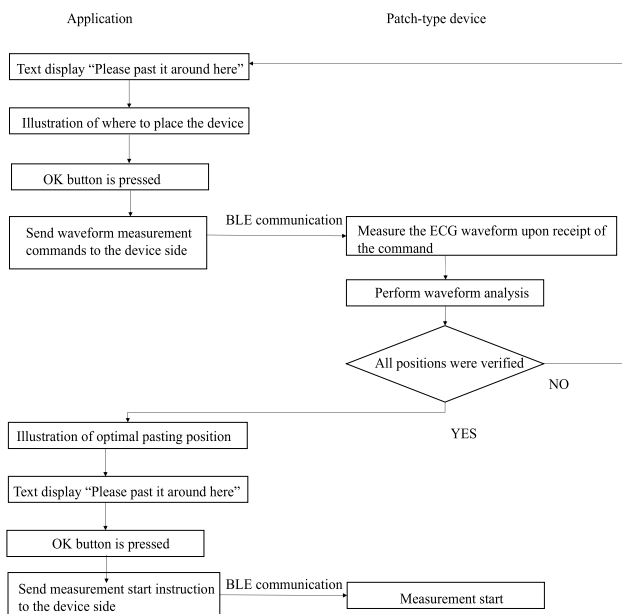 Application
Patch-type device
Text display “Please past it around here”
Illustration of where to place the device
OK button is pressed
Send waveform measurement
commands to the device side
BLE communication
Measure the ECG waveform upon receipt of
the command
Perform waveform analysis
All positions were verified
NO
YES
Illustration of optimal pasting position
Text display “Please past it around here”
OK button is pressed
Send measurement start instruction
to the device side
BLE communication
Measurement start